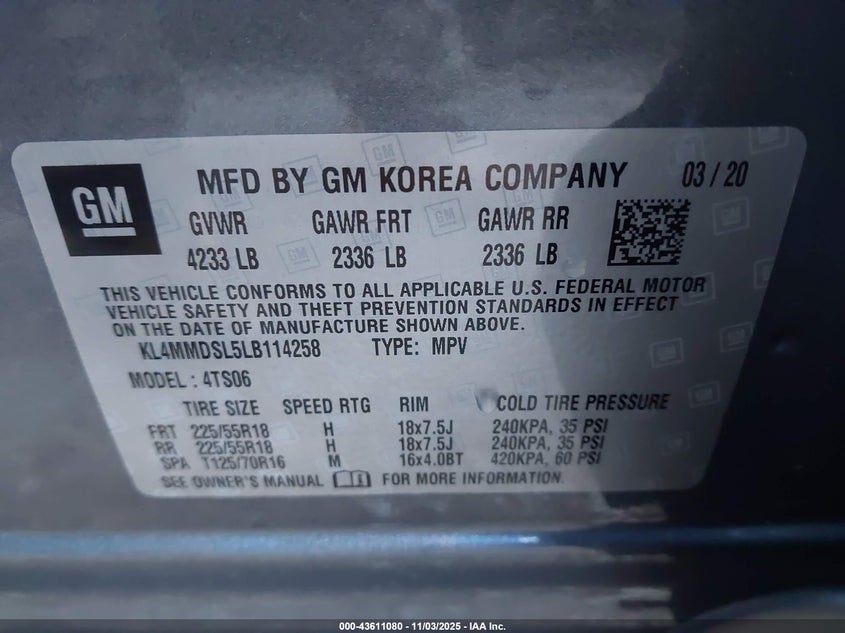 GM
MFD BY GM KOREA COMPANY 03/20
GVWR GAWR FRT GAWR RR
4233 LB 2336 LB 2336 LB
THIS VEHICLE CONFORMS TO ALL APPLICABLE U.S. FEDERAL MOTOR
VEHICLE SAFETY AND THEFT PREVENTION STANDARDS IN EFFECT
ON THE DATE OF MANUFACTURE SHOWN ABOVE.
KL4MMDSL5LB114258 TYPE: MPV
MODEL : 4TS06
TIRE SIZE SPEED RTG RIM COLD TIRE PRESSURE
FRT 225/55R18 H 18x7.5J 240KPA, 35 PSI
RR 225/55R18 H 18x7.5J 240KPA, 35 PSI
SPA T125/70R16 M 16x4.0BT 420KPA, 60 PSI
SEE OWNER'S MANUAL FOR MORE INFORMATION.
000-43611080 - 11/03/2025 - IAA Inc.